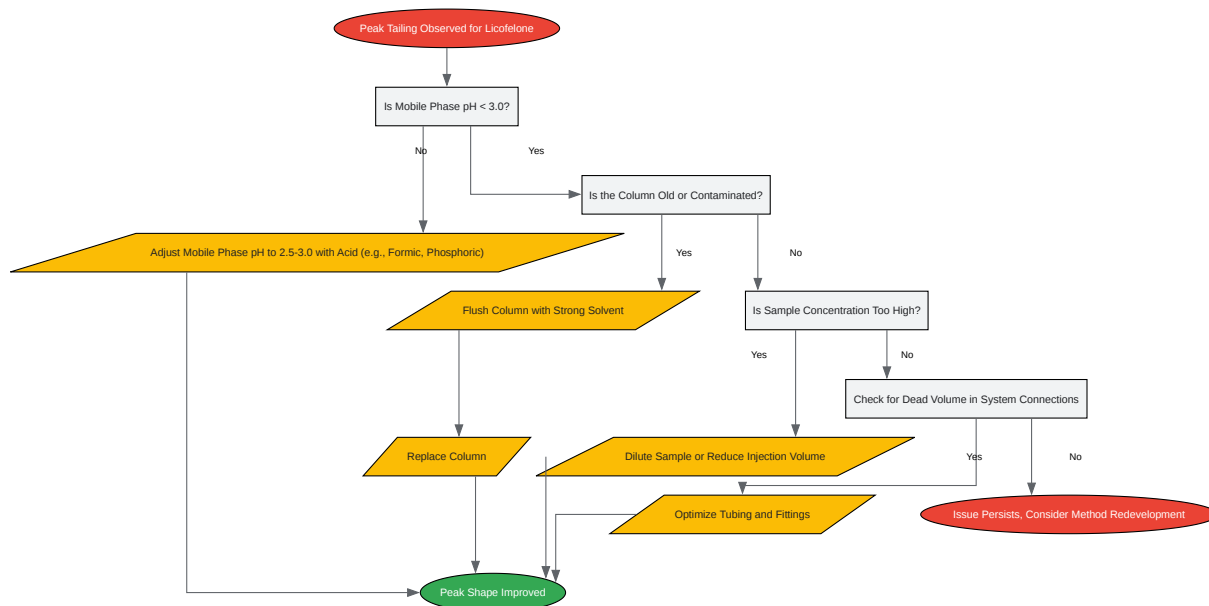 Peak Tailing Observed for Licofelone
Is Mobile Phase pH < 3.0?
No
Yes
Is the Column Old or Contaminated?
Adjust Mobile Phase pH to 2.5-3.0 with Acid (e.g., Formic, Phosphoric)
Yes
No
Flush Column with Strong Solvent
Is Sample Concentration Too High?
Yes
No
Check for Dead Volume in System Connections
Replace Column
Dilute Sample or Reduce Injection Volume
Yes
No
Optimize Tubing and Fittings
Issue Persists, Consider Method Redevelopment
Peak Shape Improved